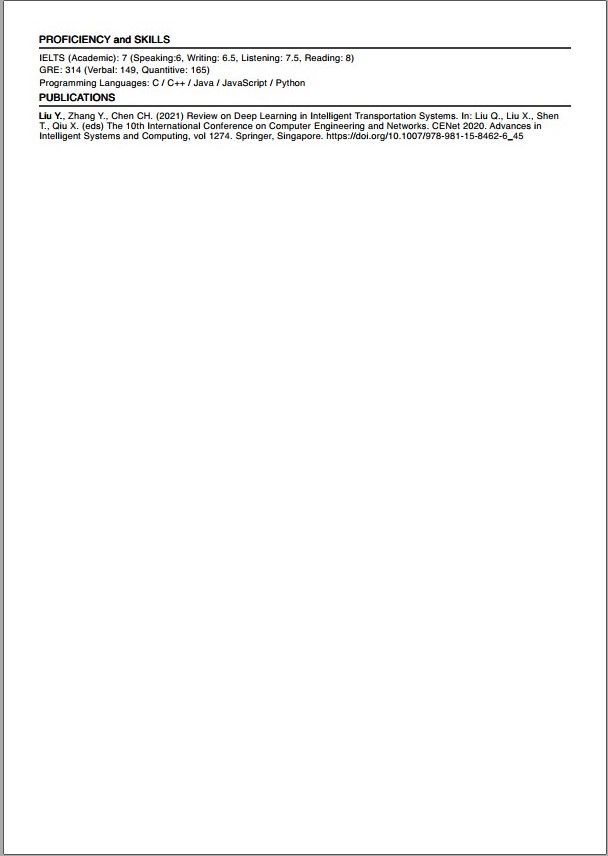 PROFICIENCY and SKILLS
IELTS (Academic): 7 (Speaking:6, Writing: 6.5, Listening: 7.5, Reading: 8)
GRE: 314 (Verbal: 149, Quantitive: 165)
Programming Languages: C / C++ / Java / JavaScript / Python
PUBLICATIONS
Liu Y., Zhang Y., Chen CH. (2021) Review on Deep Learning in Intelligent Transportation Systems. In: Liu Q., Liu X., Shen
T., Qiu X. (eds) The 10th International Conference on Computer Engineering and Networks. CENet 2020. Advances in
Intelligent Systems and Computing, vol 1274. Springer, Singapore. https://doi.org/10.1007/978-981-15-8462-6_45